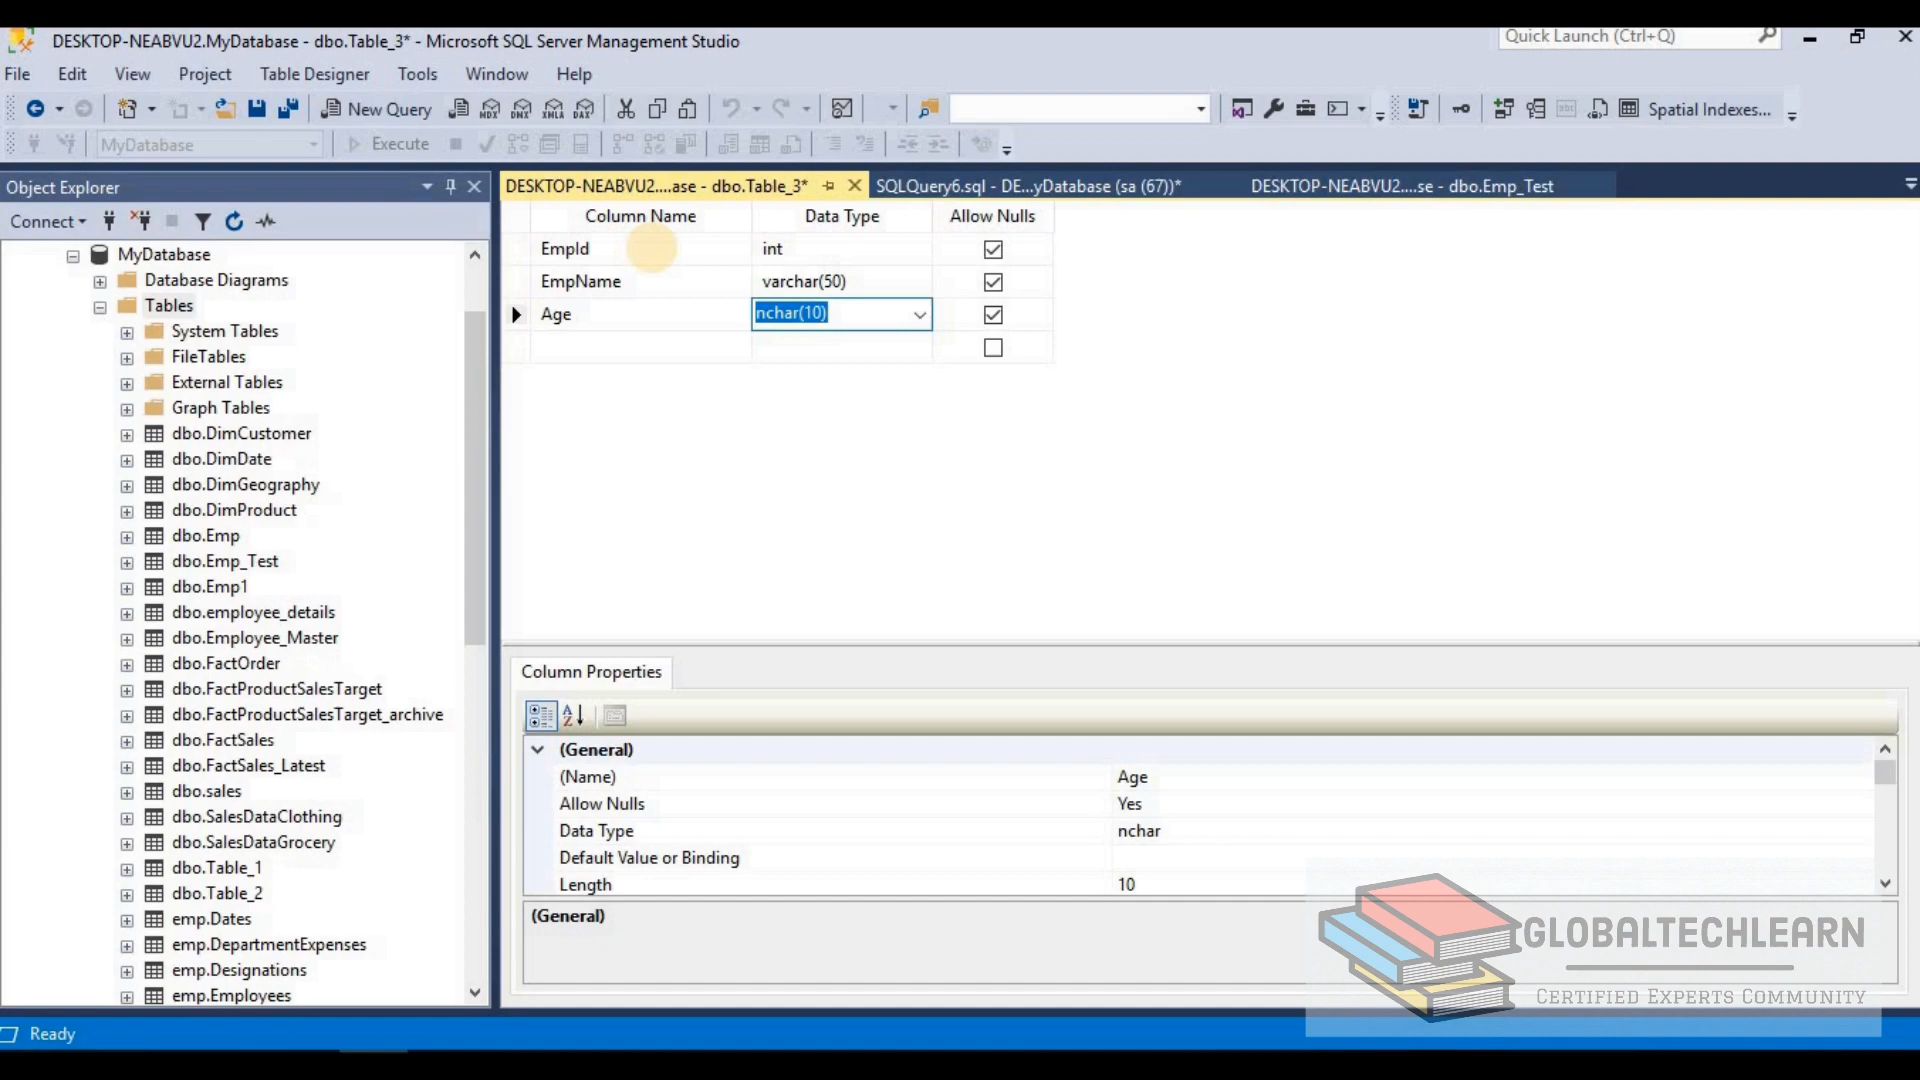 DESKTOP-NEABVU2.MyDatabase - dbo.Table_3* - Microsoft SQL Server Management Studio
Quick Launch (Ctrl+Q)
File Edit View Project Table Designer Tools Window Help
New Query MDX DMX XMLA DAX Spatial Indexes...
MyDatabase Execute
Object Explorer
DESKTOP-NEABVU2....ase - dbo.Table_3* SQLQuery6.sql - DE...yDatabase (sa (67))* DESKTOP-NEABVU2....se - dbo.Emp_Test
Connect
Column Name Data Type Allow Nulls
EmpId int
EmpName varchar(50)
Age nchar(10)
MyDatabase
Database Diagrams
Tables
System Tables
FileTables
External Tables
Graph Tables
dbo.DimCustomer
dbo.DimDate
dbo.DimGeography
dbo.DimProduct
dbo.Emp
dbo.Emp_Test
dbo.Emp1
dbo.employee_details
dbo.Employee_Master
dbo.FactOrder
dbo.FactProductSalesTarget
dbo.FactProductSalesTarget_archive
dbo.FactSales
dbo.FactSales_Latest
dbo.sales
dbo.SalesDataClothing
dbo.SalesDataGrocery
dbo.Table_1
dbo.Table_2
emp.Dates
emp.DepartmentExpenses
emp.Designations
emp.Employees
Column Properties
(General)
(Name) Age
Allow Nulls Yes
Data Type nchar
Default Value or Binding
Length 10
(General)
GLOBALTECHLEARN
CERTIFIED EXPERTS COMMUNITY
Ready